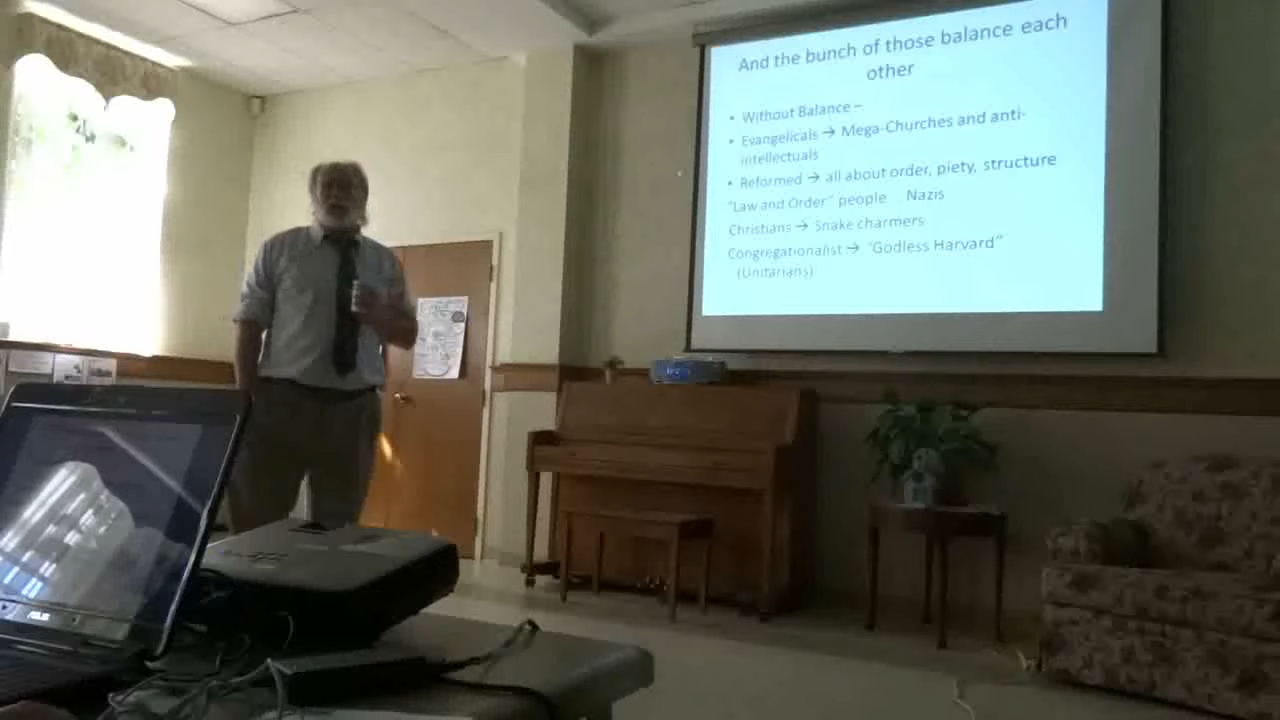 And the bunch of those balance each
other
• Without Balance –
• Evangelicals → Mega-Churches and anti-
intellectuals
• Reformed → all about order, piety, structure
"Law and Order" people Nazis
Christians → Snake charmers
Congregationalist → "Godless Harvard"
(Unitarians)
ASUS